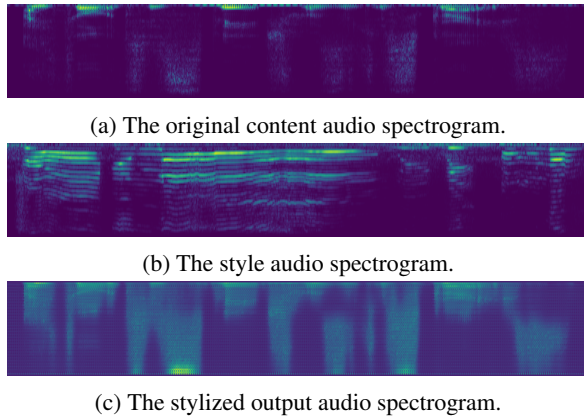 (a) The original content audio spectrogram.
(b) The style audio spectrogram.
(c) The stylized output audio spectrogram.